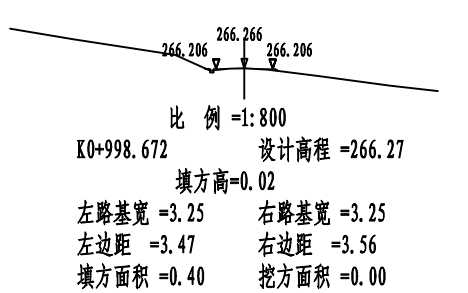 266.266
266.206 266.206
比 例 =1:800
K0+998.672 设计高程 =266.27
填方高=0.02
左路基宽 =3.25 右路基宽 =3.25
左边距 =3.47 右边距 =3.56
填方面积 =0.40 挖方面积 =0.00